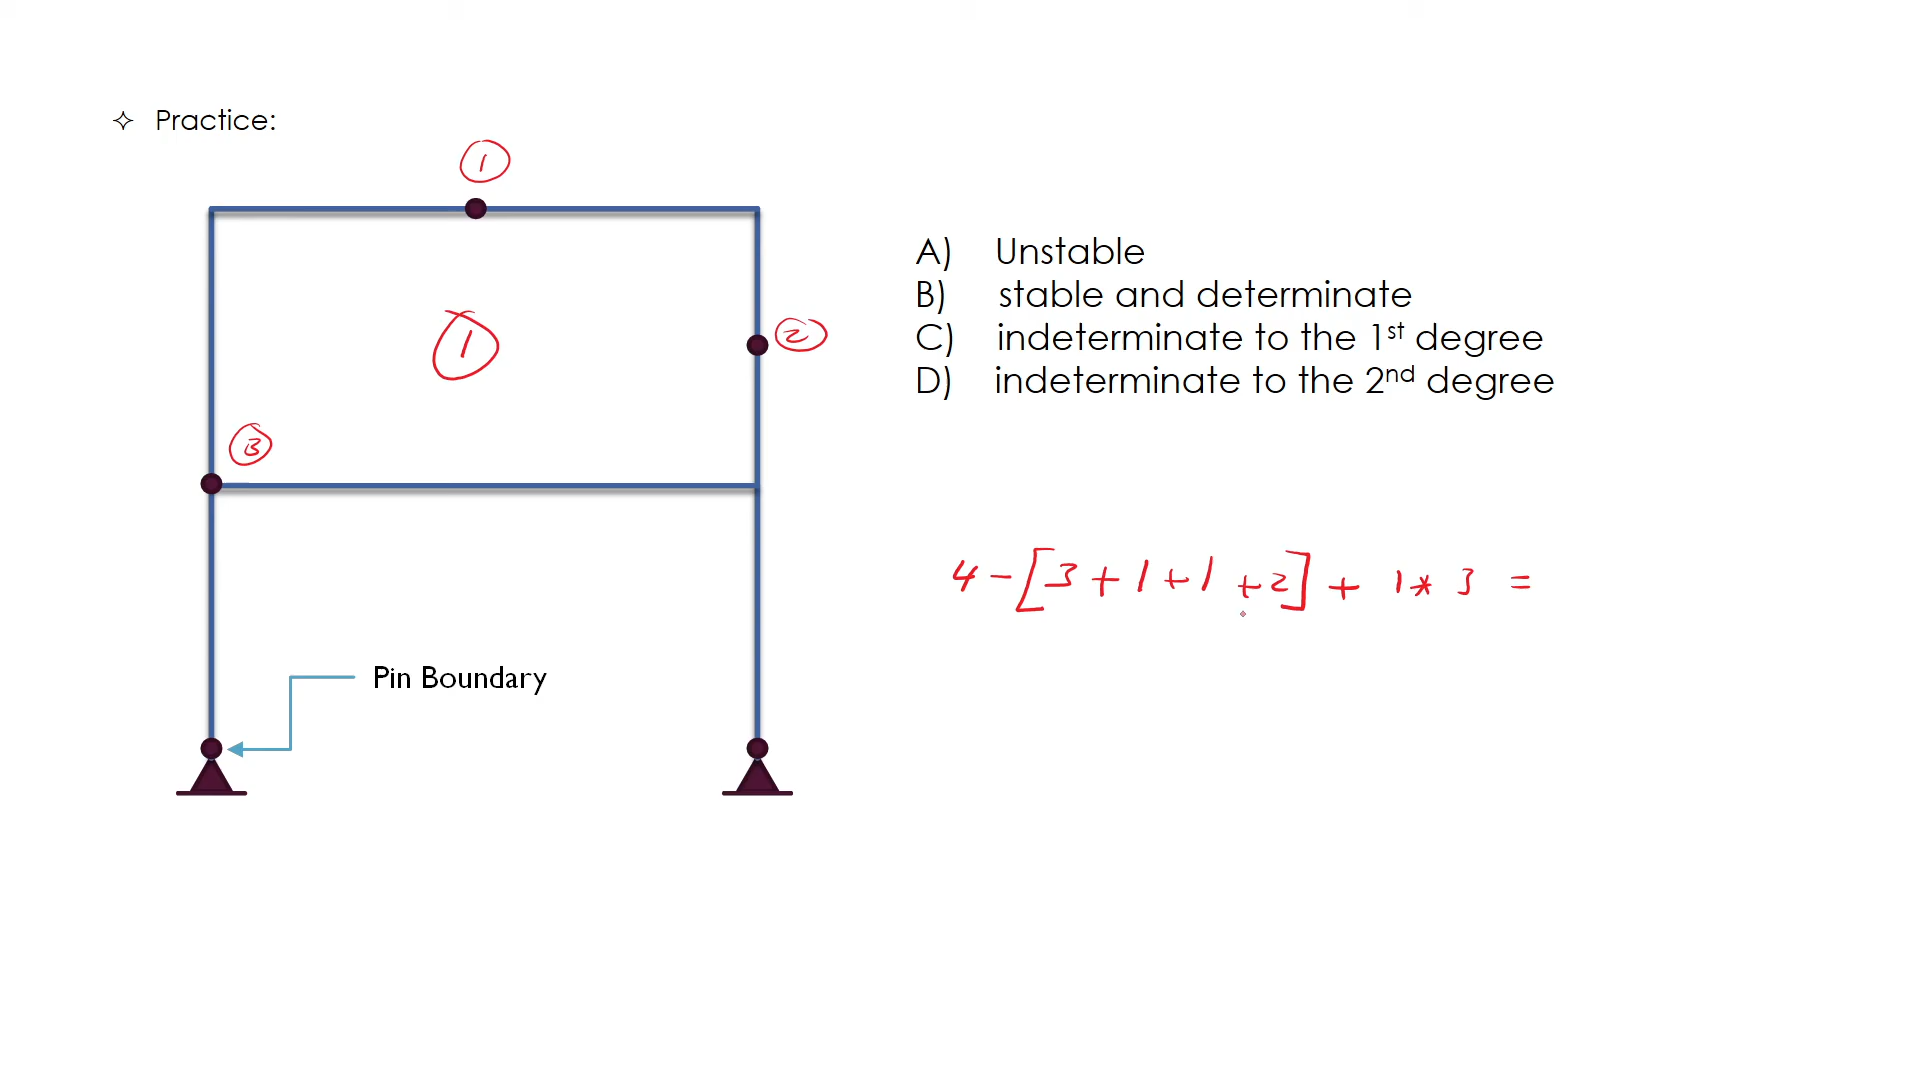 ✧ Practice:
①
①
②
③
A) Unstable
B) stable and determinate
C) indeterminate to the 1st degree
D) indeterminate to the 2nd degree
4 - [3 + 1 + 1 + 2] + 1 * 3 =
Pin Boundary